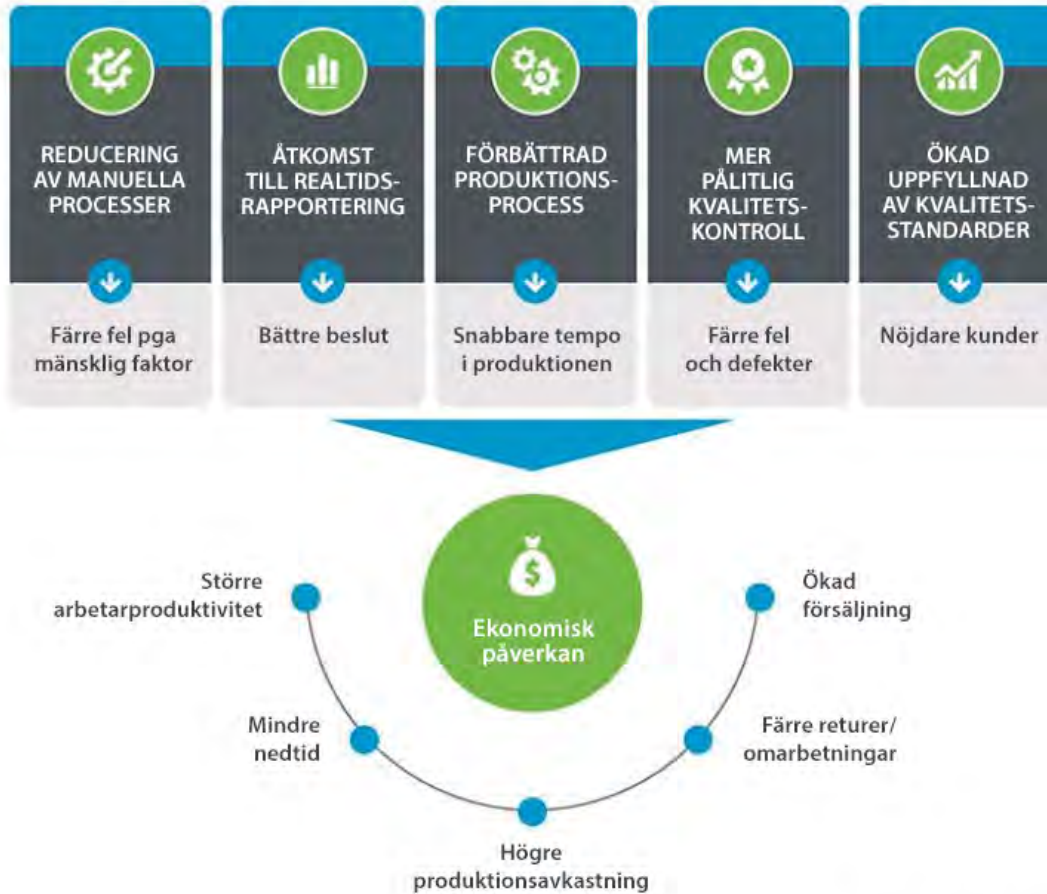 REDUCERING
AV MANUELLA
PROCESSER
Färre fel pga
mänsklig faktor
ÅTKOMST
TILL REALTIDS-
RAPPORTERING
Bättre beslut
FÖRBÄTTRAD
PRODUKTIONS-
PROCESS
Snabbare tempo
i produktionen
MER
PÅLITLIG
KVALITETS-
KONTROLL
Färre fel
och defekter
ÖKAD
UPPFYLLNAD
AV KVALITETS-
STANDARDER
Nöjdare kunder
$
Ekonomisk
påverkan
Större
arbetarproduktivitet
Mindre
nedtid
Högre
produktionsavkastning
Färre returer/
omarbetningar
Ökad
försäljning